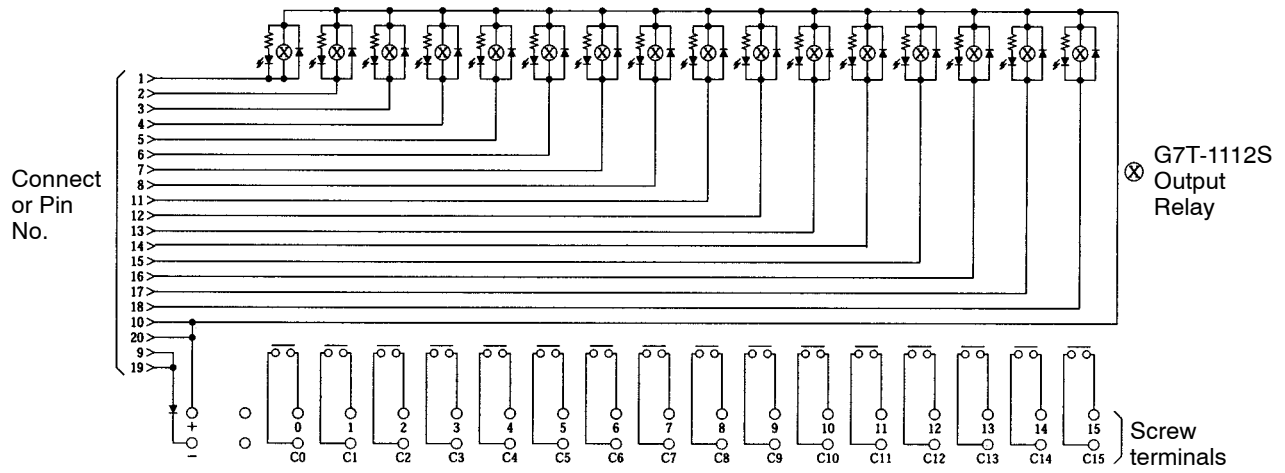 1
2
3
4
5
6
7
8
11
12
13
14
15
16
17
18
10
20
9
19
Connect
or Pin
No.
G7T-1112S
Output
Relay
+ 0 1 2 3 4 5 6 7 8 9 10 11 12 13 14 15
− C0 C1 C2 C3 C4 C5 C6 C7 C8 C9 C10 C11 C12 C13 C14 C15
Screw
terminals